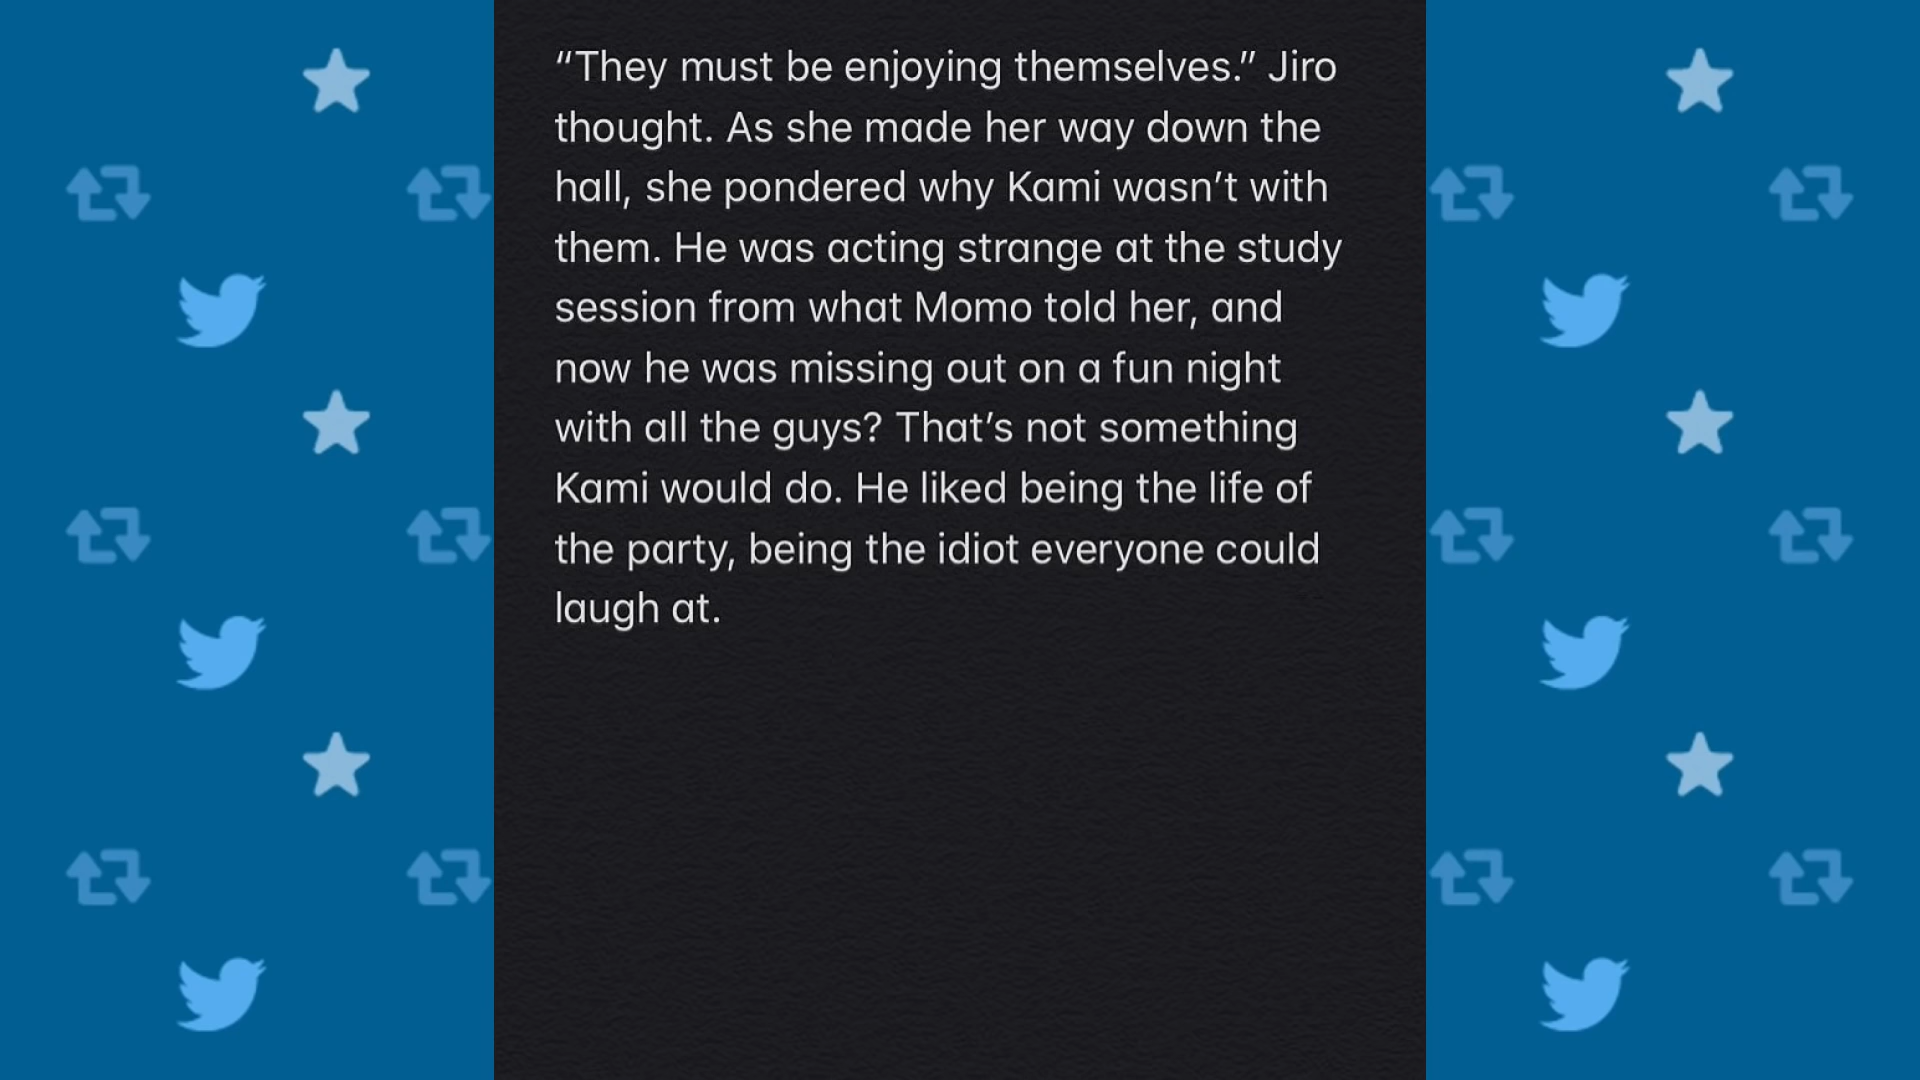 “They must be enjoying themselves.” Jiro
thought. As she made her way down the
hall, she pondered why Kami wasn’t with
them. He was acting strange at the study
session from what Momo told her, and
now he was missing out on a fun night
with all the guys? That’s not something
Kami would do. He liked being the life of
the party, being the idiot everyone could
laugh at.